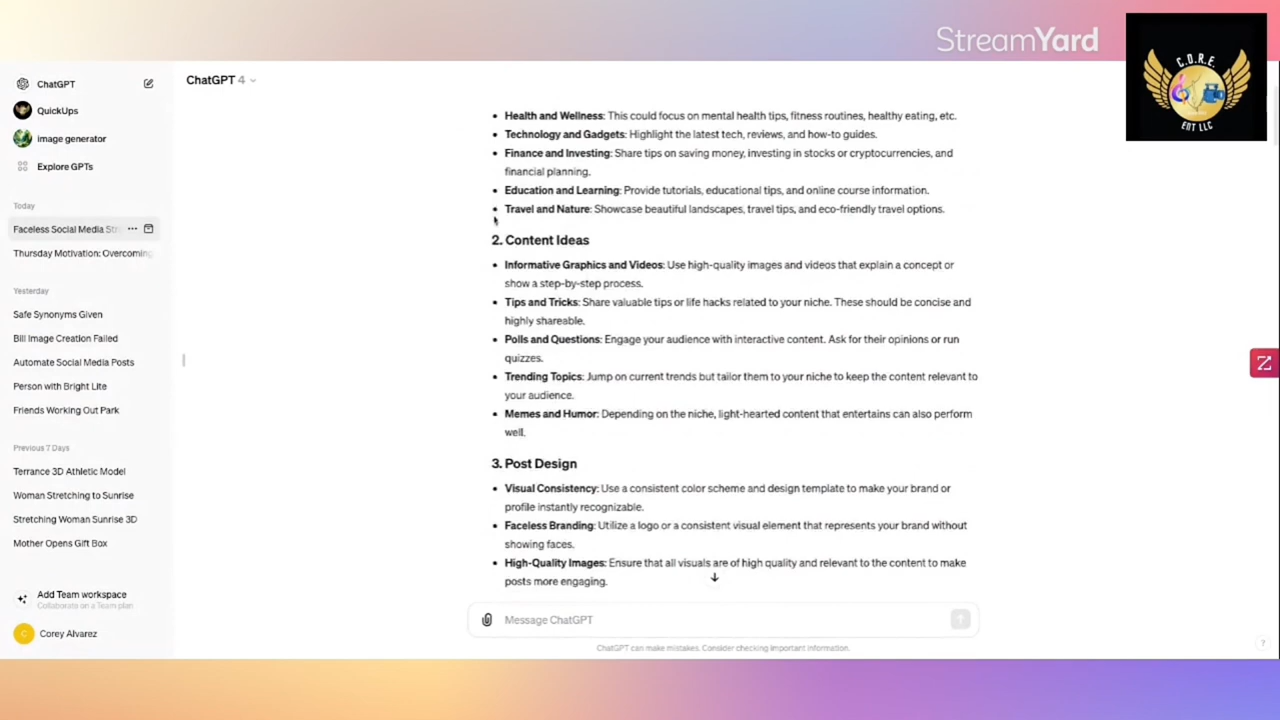 StreamYard
C.O.R.E.
ENT LLC
ChatGPT
QuickUps
image generator
Explore GPTs
Today
Faceless Social Media Str
Thursday Motivation: Overcoming
Yesterday
Safe Synonyms Given
Bill Image Creation Failed
Automate Social Media Posts
Person with Bright Lite
Friends Working Out Park
Previous 7 Days
Terrance 3D Athletic Model
Woman Stretching to Sunrise
Stretching Woman Sunrise 3D
Mother Opens Gift Box
Add Team workspace
Collaborate on a Team plan
C
Corey Alvarez
ChatGPT 4
• Health and Wellness: This could focus on mental health tips, fitness routines, healthy eating, etc.
• Technology and Gadgets: Highlight the latest tech, reviews, and how-to guides.
• Finance and Investing: Share tips on saving money, investing in stocks or cryptocurrencies, and
financial planning.
• Education and Learning: Provide tutorials, educational tips, and online course information.
• Travel and Nature: Showcase beautiful landscapes, travel tips, and eco-friendly travel options.
2. Content Ideas
• Informative Graphics and Videos: Use high-quality images and videos that explain a concept or
show a step-by-step process.
• Tips and Tricks: Share valuable tips or life hacks related to your niche. These should be concise and
highly shareable.
• Polls and Questions: Engage your audience with interactive content. Ask for their opinions or run
quizzes.
• Trending Topics: Jump on current trends but tailor them to your niche to keep the content relevant to
your audience.
• Memes and Humor: Depending on the niche, light-hearted content that entertains can also perform
well.
3. Post Design
• Visual Consistency: Use a consistent color scheme and design template to make your brand or
profile instantly recognizable.
• Faceless Branding: Utilize a logo or a consistent visual element that represents your brand without
showing faces.
• High-Quality Images: Ensure that all visuals are of high quality and relevant to the content to make
posts more engaging.
Message ChatGPT
?
ChatGPT can make mistakes. Consider checking important information.
?